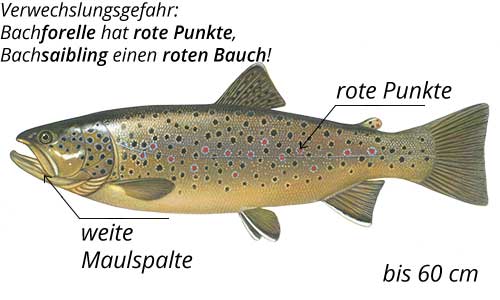 Verwechslungsgefahr:
Bachforelle hat rote Punkte,
Bachsaibling einen roten Bauch!
rote Punkte
weite
Maulspalte
bis 60 cm